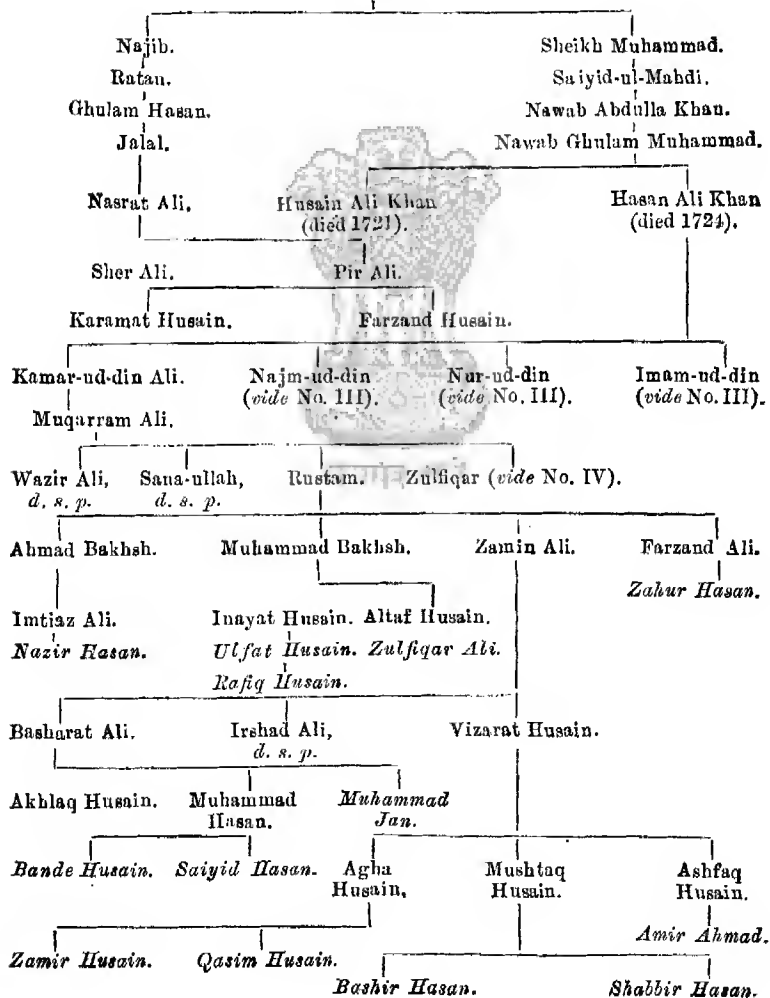 Najib. Sheikh Muhammad.
Ratan. Saiyid-ul-Mahdi.
Ghulam Hasan. Nawab Abdulla Khan.
Jalal. Nawab Ghulam Muhammad.
Nasrat Ali. Husain Ali Khan Hasan Ali Khan
(died 1721). (died 1724).
Sher Ali. Pir Ali.
Karamat Husain. Farzand Husain.
Kamar-ud-din Ali. Najm-ud-din Nur-ud-din Imam-ud-din
(vide No. III). (vide No. III). (vide No. III).
Muqarram Ali.
Wazir Ali, Sana-ullah, Rustam. Zulfiqar (vide No. IV).
d. s. p. d. s. p.
Ahmad Bakhsh. Muhammad Bakhsh. Zamin Ali. Farzand Ali.
Zahur Hasan.
Imtiaz Ali. Inayat Husain. Altaf Husain.
Nazir Hasan. Ulfat Husain. Zulfiqar Ali.
Rafiq Husain.
Basharat Ali. Irshad Ali, Vizarat Husain.
d. s. p.
Akhlaq Husain. Muhammad Muhammad
Hasan. Jan.
Bande Husain. Saiyid Hasan. Agha Mushtaq Ashfaq
Husain. Husain. Husain.
Amir Ahmad.
Zamir Husain. Qasim Husain.
Bashir Hasan. Shabbir Hasan.